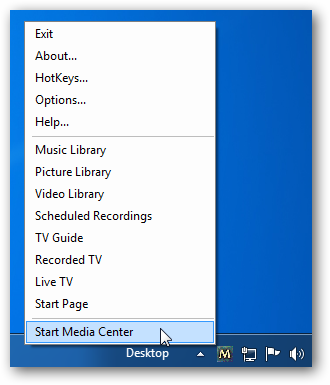 Exit
About...
HotKeys...
Options...
Help...
Music Library
Picture Library
Video Library
Scheduled Recordings
TV Guide
Recorded TV
Live TV
Start Page
Start Media Center
Desktop
M